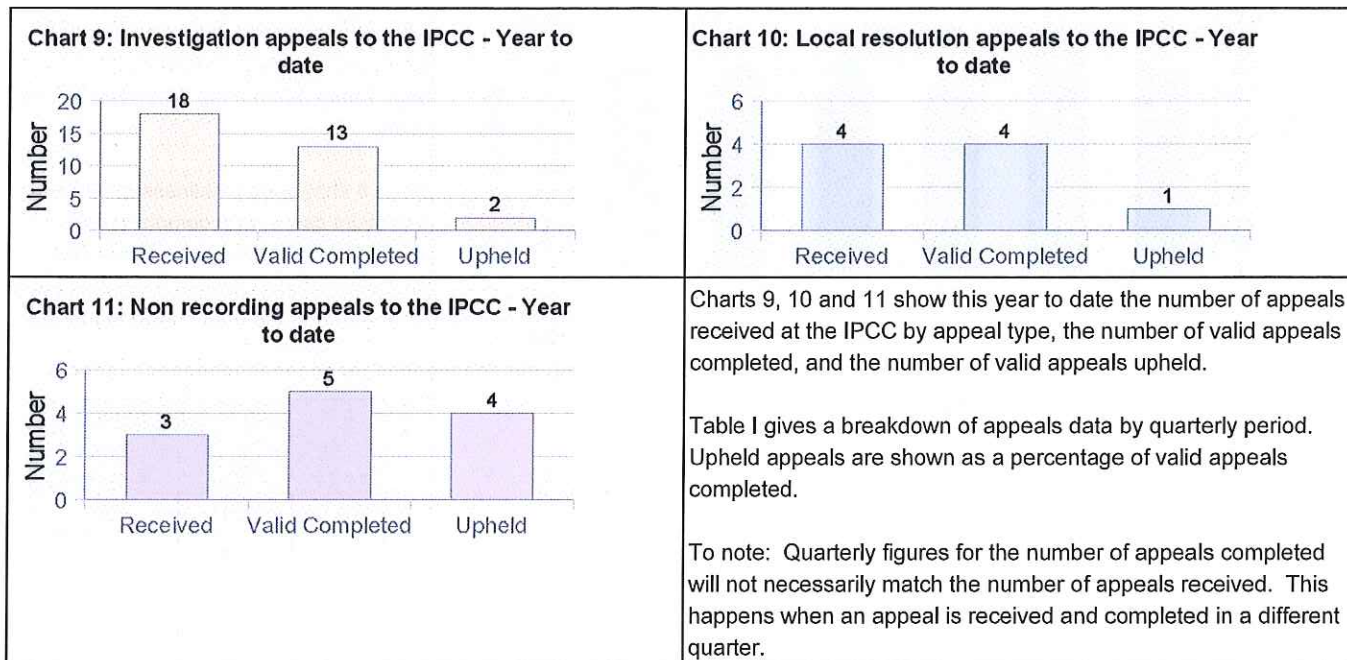 Chart 9: Investigation appeals to the IPCC - Year to
date
Number
20
15
10
5
0
18
13
2
Received
Valid Completed
Upheld
Chart 10: Local resolution appeals to the IPCC - Year
to date
Number
6
4
2
0
4
4
1
Received
Valid Completed
Upheld
Chart 11: Non recording appeals to the IPCC - Year
to date
Number
6
4
2
0
3
5
4
Received
Valid Completed
Upheld
Charts 9, 10 and 11 show this year to date the number of appeals
received at the IPCC by appeal type, the number of valid appeals
completed, and the number of valid appeals upheld.
Table I gives a breakdown of appeals data by quarterly period.
Upheld appeals are shown as a percentage of valid appeals
completed.
To note:  Quarterly figures for the number of appeals completed
will not necessarily match the number of appeals received.  This
happens when an appeal is received and completed in a different
quarter.